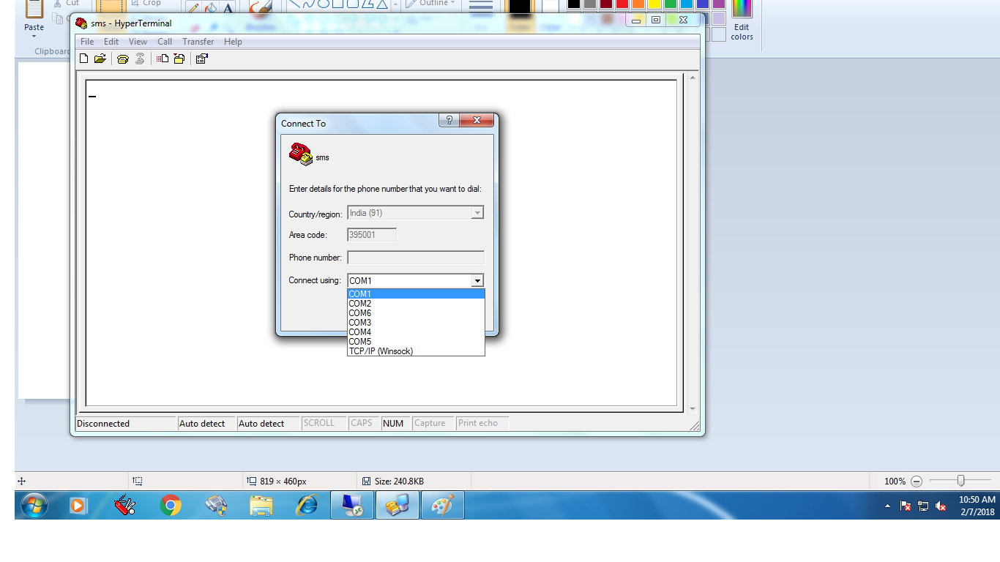 Cut
Crop
Outline
Paste
Edit
colors
Clipboard
sms - HyperTerminal
File Edit View Call Transfer Help
Connect To
sms
Enter details for the phone number that you want to dial:
Country/region: India (91)
Area code: 395001
Phone number:
Connect using: COM1
COM1
COM2
COM6
COM3
COM4
COM5
TCP/IP (Winsock)
Disconnected Auto detect Auto detect SCROLL CAPS NUM Capture Print echo
819 × 460px Size: 240.8KB 100%
10:50 AM
2/7/2018